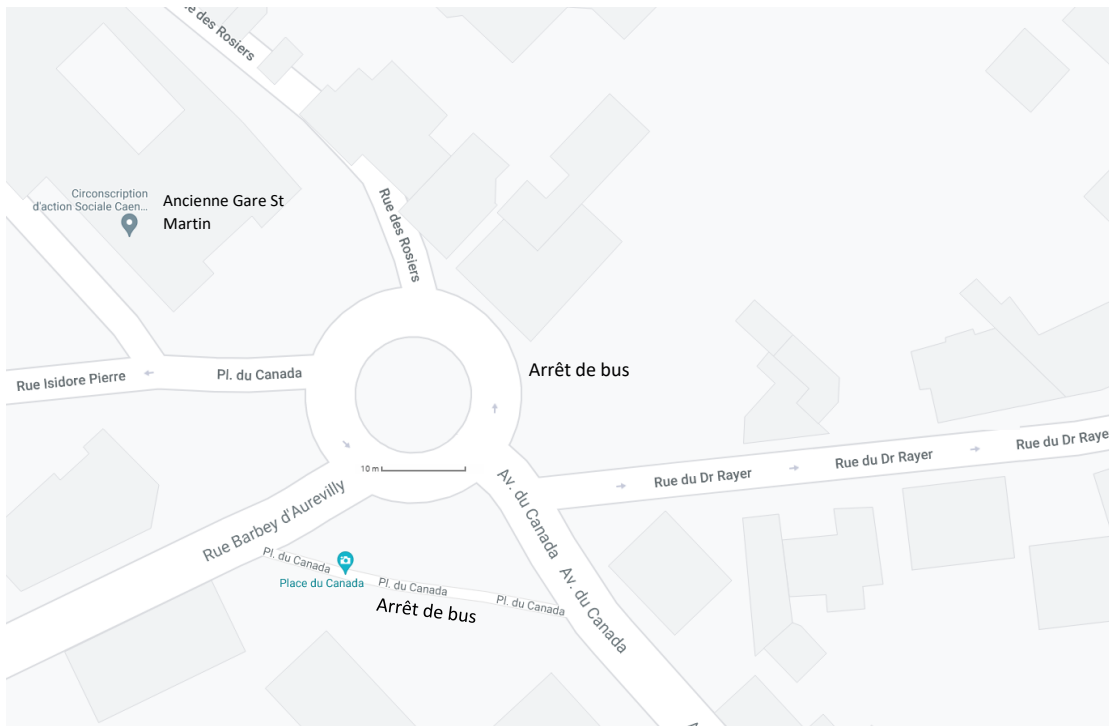 ue des Rosiers
Circonscription
d'action Sociale Caen...
Ancienne Gare St
Martin
Rue des Rosiers
Arrêt de bus
Rue Isidore Pierre
Pl. du Canada
Rue du Dr Raye
Rue du Dr Rayer
Rue du Dr Rayer
10 m
Av. du Canada
Rue Barbey d'Aurevilly
Pl. du Canada
Place du Canada
Pl. du Canada
Pl. du Canada
Arrêt de bus
Av. du Canada